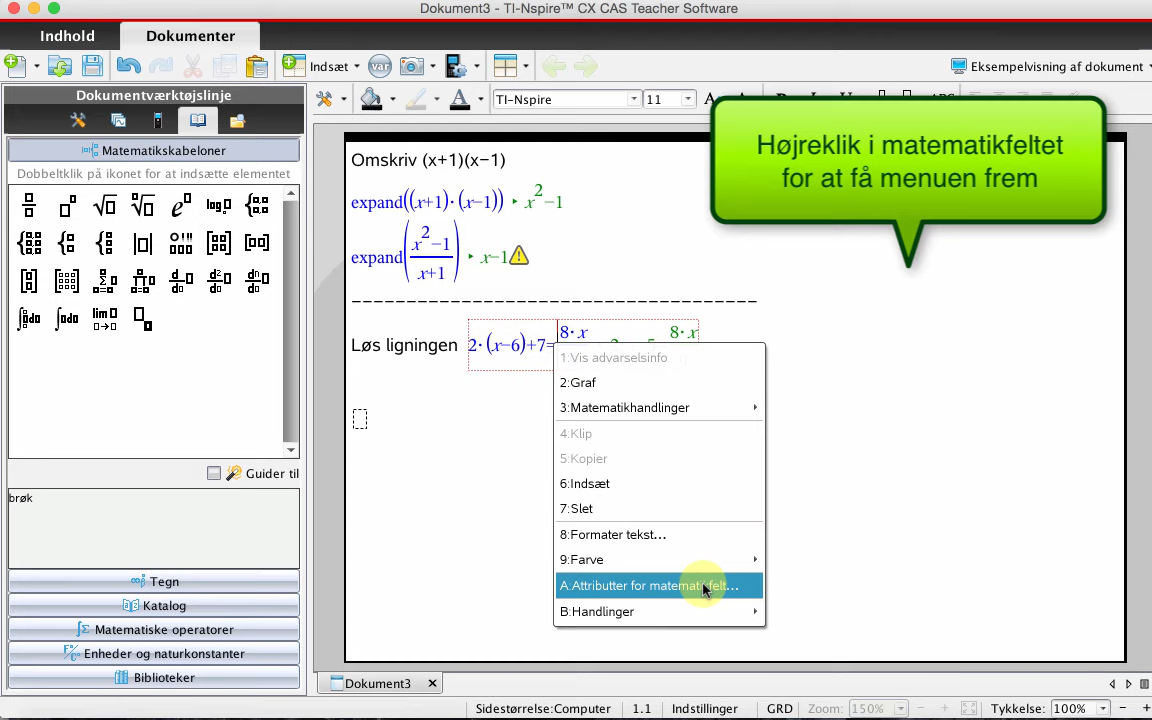 Dokument3 - TI-Nspire™ CX CAS Teacher Software
Indhold
Dokumenter
Indsæt
var
Eksempelvisning af dokument
Dokumentværktøjslinje
TI-Nspire
11
Matematikskabeloner
Dobbeltklik på ikonet for at indsætte elementet
Guider til
brøk
Tegn
Katalog
Matematiske operatorer
Enheder og naturkonstanter
Biblioteker
Højreklik i matematikfeltet
for at få menuen frem
Omskriv (x+1)(x−1)
expand((x+1)·(x−1)) ▸ x²−1
expand((x²−1)/(x+1)) ▸ x−1
Løs ligningen 2·(x−6)+7= 8·x 8·x
1:Vis advarselsinfo
2:Graf
3:Matematikhandlinger
4:Klip
5:Kopier
6:Indsæt
7:Slet
8:Formater tekst...
9:Farve
A:Attributter for matematikfelt...
B:Handlinger
Dokument3
Sidestørrelse:Computer
1.1
Indstillinger
GRD
Zoom: 150%
Tykkelse: 100%